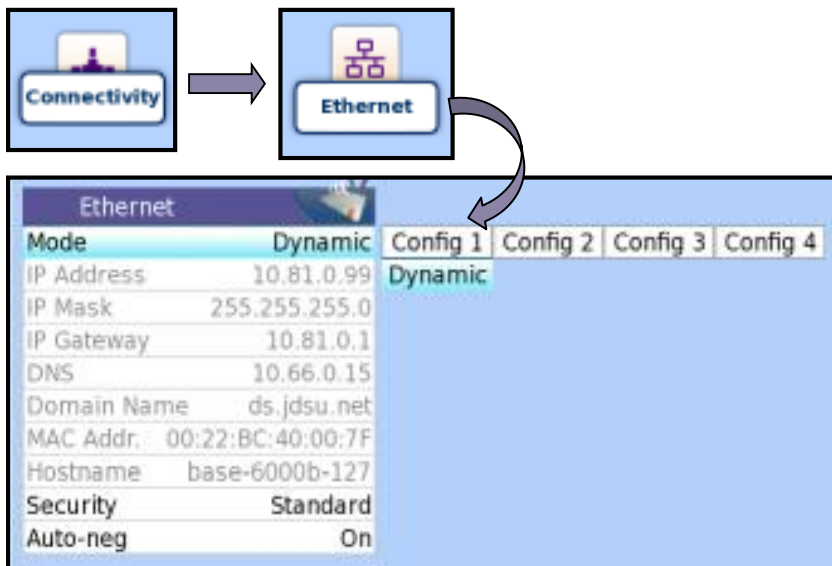 Connectivity
Ethernet
Ethernet
Mode Dynamic Config 1 Config 2 Config 3 Config 4
IP Address 10.81.0.99 Dynamic
IP Mask 255.255.255.0
IP Gateway 10.81.0.1
DNS 10.66.0.15
Domain Name ds.jdsu.net
MAC Addr. 00:22:BC:40:00:7F
Hostname base-6000b-127
Security Standard
Auto-neg On